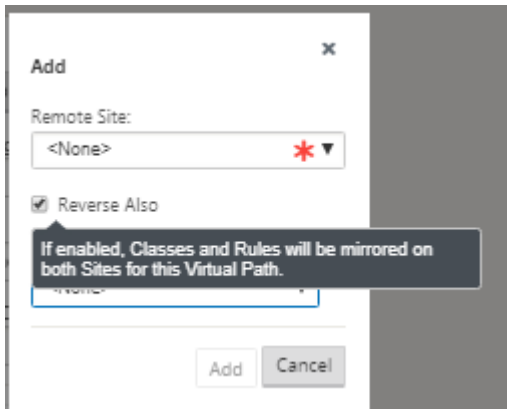 ×
Add
Remote Site:
<None>
Reverse Also
If enabled, Classes and Rules will be mirrored on
both Sites for this Virtual Path.
Add
Cancel